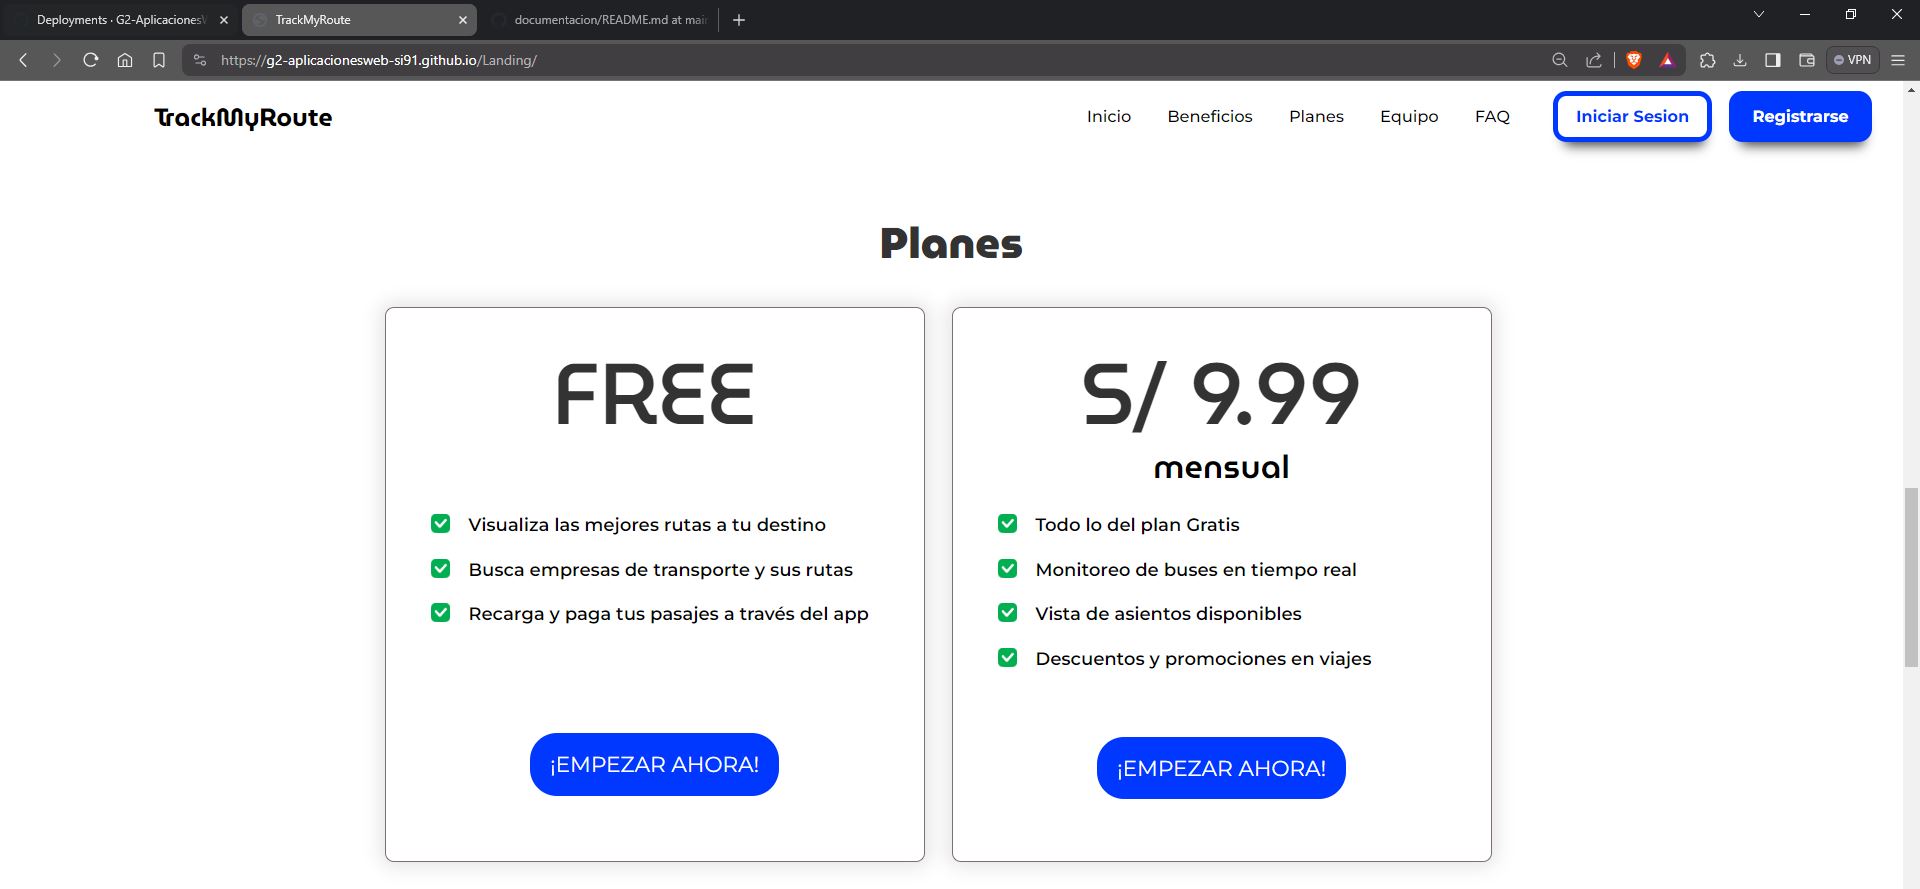 Deployments · G2-Aplicaciones
TrackMyRoute
documentacion/README.md at main
https://g2-aplicacionesweb-si91.github.io/Landing/
VPN
TrackMyRoute
Inicio
Beneficios
Planes
Equipo
FAQ
Iniciar Sesion
Registrarse
Planes
FREE
Visualiza las mejores rutas a tu destino
Busca empresas de transporte y sus rutas
Recarga y paga tus pasajes a través del app
¡EMPEZAR AHORA!
S/ 9.99
mensual
Todo lo del plan Gratis
Monitoreo de buses en tiempo real
Vista de asientos disponibles
Descuentos y promociones en viajes
¡EMPEZAR AHORA!